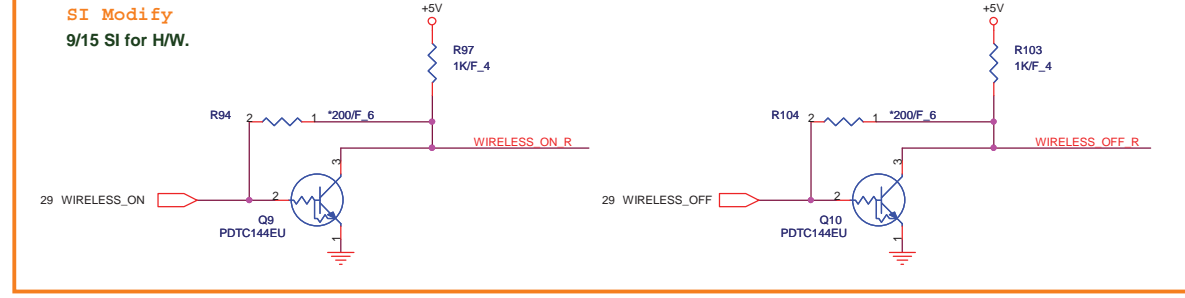 SI Modify
9/15 SI for H/W.
+5V
R97
1K/F_4
R94
2
1
*200/F_6
WIRELESS_ON_R
3
29 WIRELESS_ON
2
Q9
PDTC144EU
1
+5V
R103
1K/F_4
R104
2
1
*200/F_6
WIRELESS_OFF_R
3
29 WIRELESS_OFF
2
Q10
PDTC144EU
1